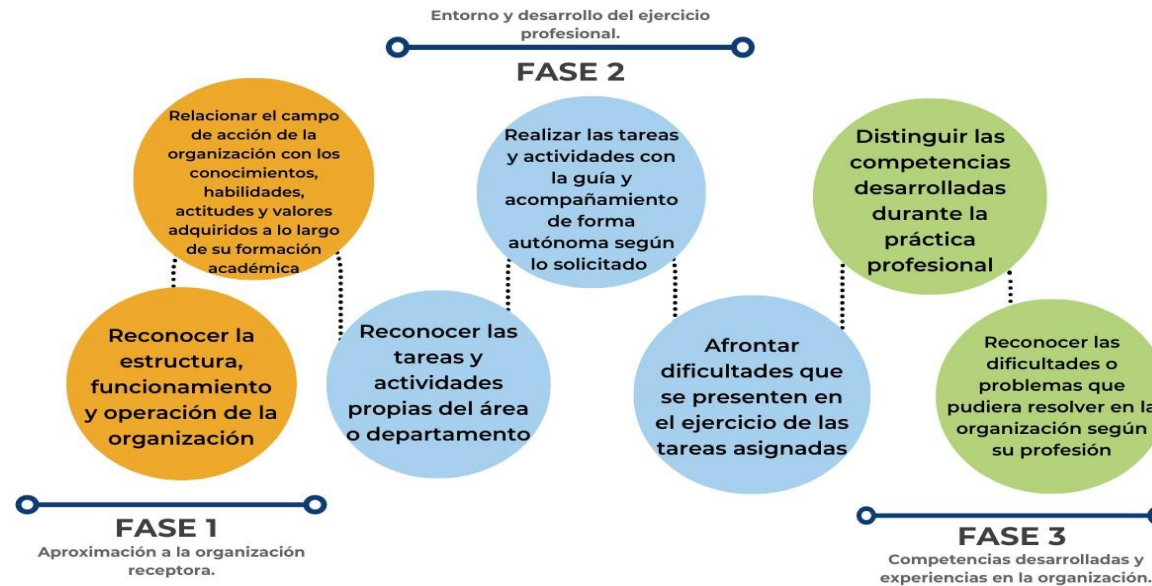 Entorno y desarrollo del ejercicio
profesional.
FASE 2
Relacionar el campo
de acción de la
organización con los
conocimientos,
habilidades,
actitudes y valores
adquiridos a lo largo
de su formación
académica
Reconocer la
estructura,
funcionamiento
y operación de la
organización
Reconocer las
tareas y
actividades
propias del área
o departamento
Realizar las tareas
y actividades con
la guía y
acompañamiento
de forma
autónoma según
lo solicitado
Afrontar
dificultades que
se presenten en
el ejercicio de las
tareas asignadas
Distinguir las
competencias
desarrolladas
durante la
práctica
profesional
Reconocer las
dificultades o
problemas que
pudiera resolver en la
organización según
su profesión
FASE 1
Aproximación a la organización
receptora.
FASE 3
Competencias desarrolladas y
experiencias en la organización.